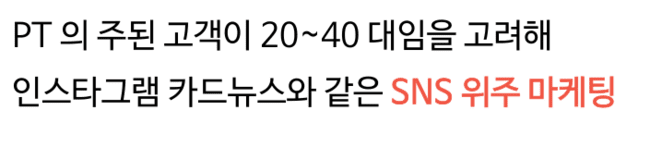 PT 의 주된 고객이 20~40 대임을 고려해
인스타그램 카드뉴스와 같은 SNS 위주 마케팅